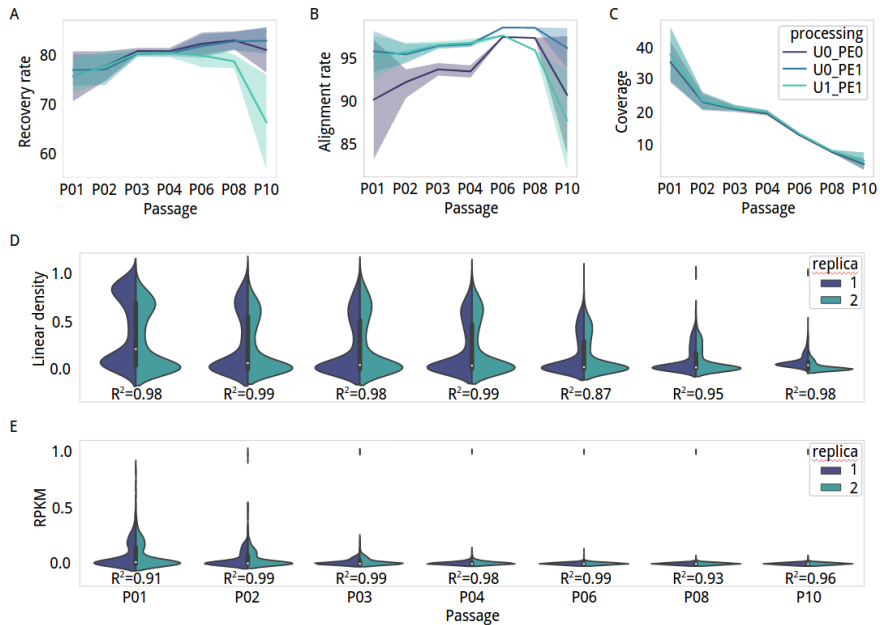 A
Recovery rate
80
70
60
P01 P02 P03 P04 P06 P08 P10
Passage
B
Alignment rate
95
90
85
P01 P02 P03 P04 P06 P08 P10
Passage
C
Coverage
40
30
20
10
processing
U0_PE0
U0_PE1
U1_PE1
P01 P02 P03 P04 P06 P08 P10
Passage
D
Linear density
1.0
0.5
0.0
replica
1
2
R²=0.98 R²=0.99 R²=0.98 R²=0.99 R²=0.87 R²=0.95 R²=0.98
E
RPKM
1.0
0.5
0.0
replica
1
2
R²=0.91 R²=0.99 R²=0.99 R²=0.98 R²=0.99 R²=0.93 R²=0.96
P01 P02 P03 P04 P06 P08 P10
Passage